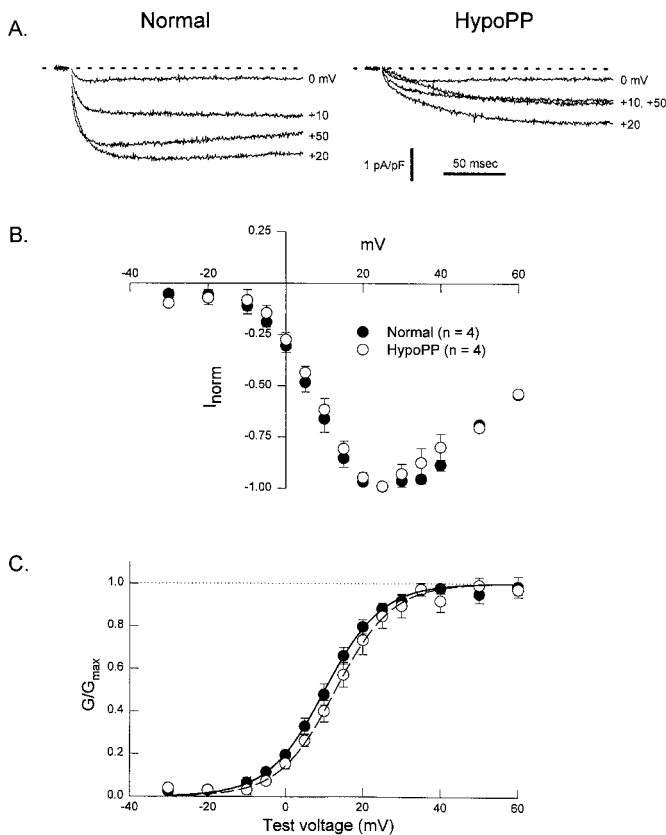 A.
Normal
HypoPP
0 mV
+10
+50
+20
0 mV
+10, +50
+20
1 pA/pF
50 msec
B.
mV
0.25
-40 -20 0 20 40 60
-0.25
-0.50
-0.75
-1.00
Inorm
Normal (n = 4)
HypoPP (n = 4)
C.
1.0
0.8
0.6
0.4
0.2
0.0
G/Gmax
-40 -20 0 20 40 60
Test voltage (mV)